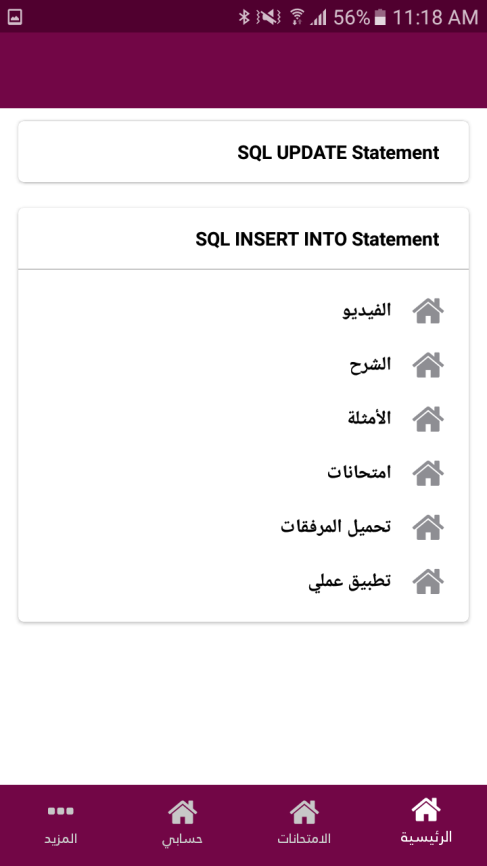 56% 11:18 AM
SQL UPDATE Statement
SQL INSERT INTO Statement
الفيديو
الشرح
الأمثلة
امتحانات
تحميل المرفقات
تطبيق عملي
الرئيسية
الامتحانات
حسابي
المزيد